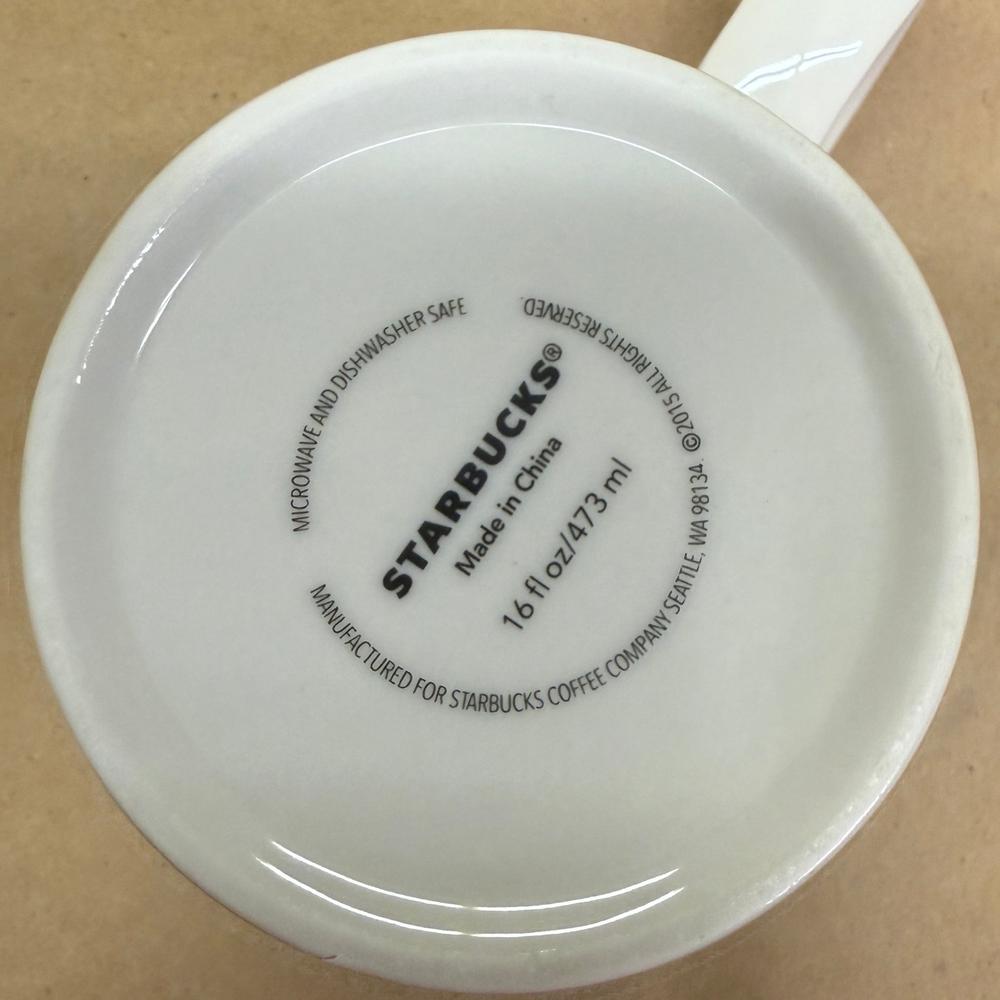 MICROWAVE AND DISHWASHER SAFE
STARBUCKS®
Made in China
16 fl oz/473 ml
MANUFACTURED FOR STARBUCKS COFFEE COMPANY SEATTLE, WA 98134. ©2015 ALL RIGHTS RESERVED.